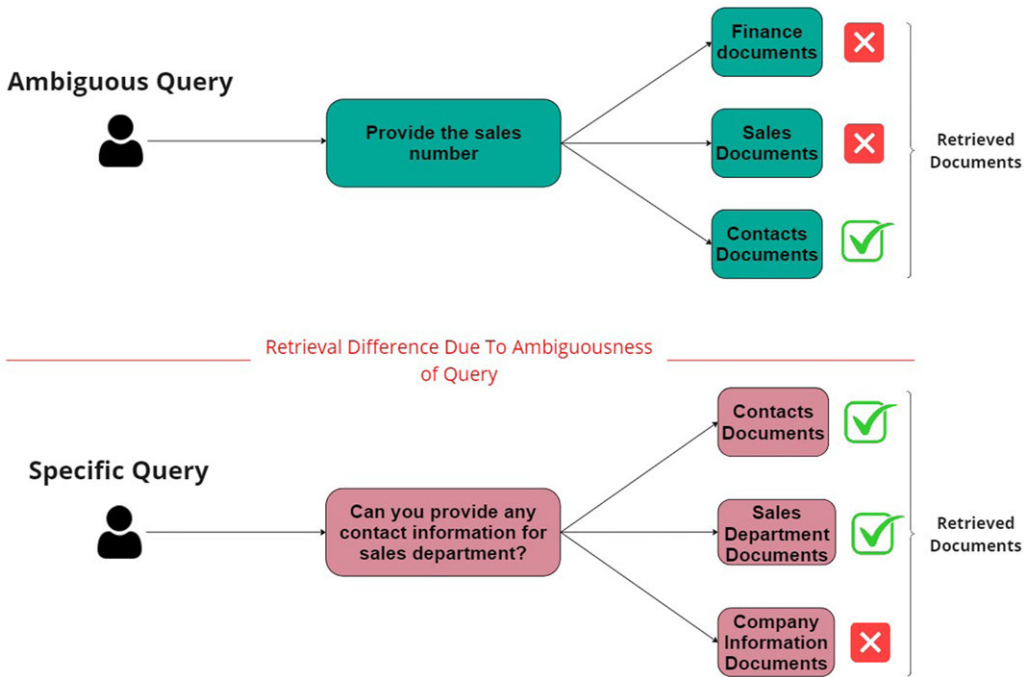 Ambiguous Query
Provide the sales
number
Finance
documents
Sales
Documents
Contacts
Documents
Retrieved
Documents
Retrieval Difference Due To Ambiguousness
of Query
Specific Query
Can you provide any
contact information for
sales department?
Contacts
Documents
Sales
Department
Documents
Company
Information
Documents
Retrieved
Documents